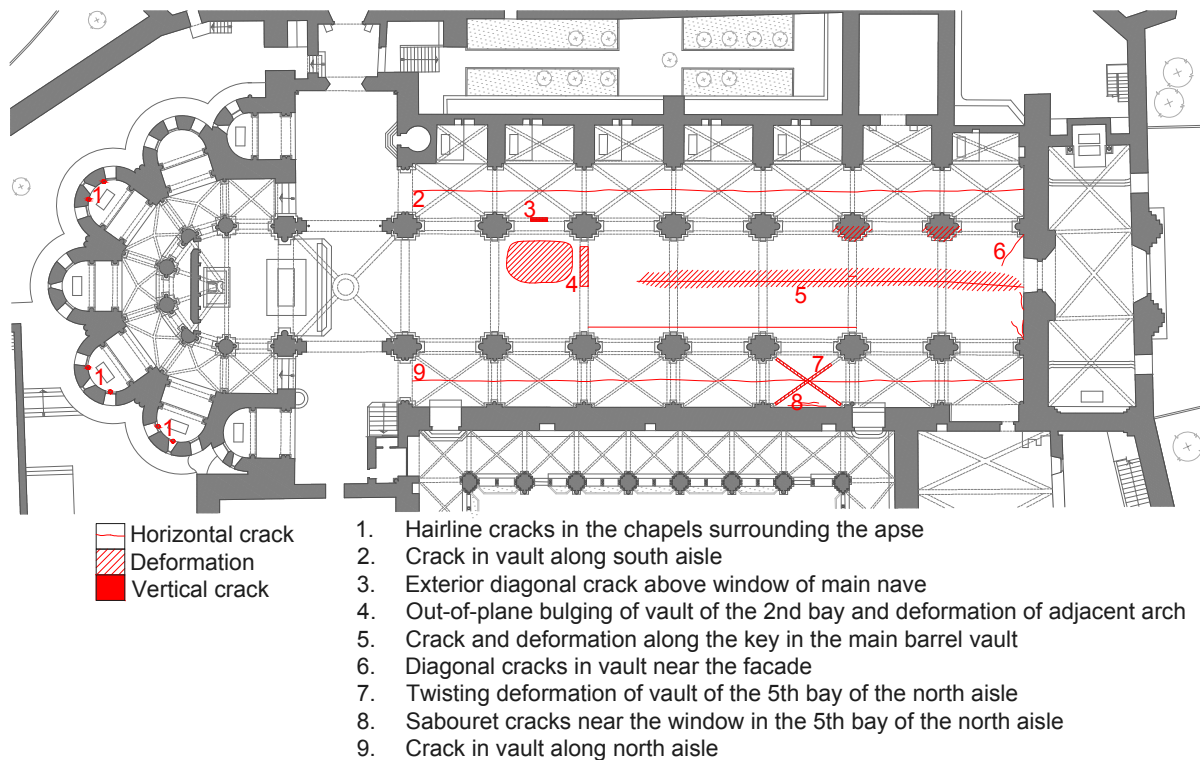 1
2
3
4
5
6
7
8
9
1
1
Horizontal crack
Deformation
Vertical crack
1. Hairline cracks in the chapels surrounding the apse
2. Crack in vault along south aisle
3. Exterior diagonal crack above window of main nave
4. Out-of-plane bulging of vault of the 2nd bay and deformation of adjacent arch
5. Crack and deformation along the key in the main barrel vault
6. Diagonal cracks in vault near the facade
7. Twisting deformation of vault of the 5th bay of the north aisle
8. Sabouret cracks near the window in the 5th bay of the north aisle
9. Crack in vault along north aisle